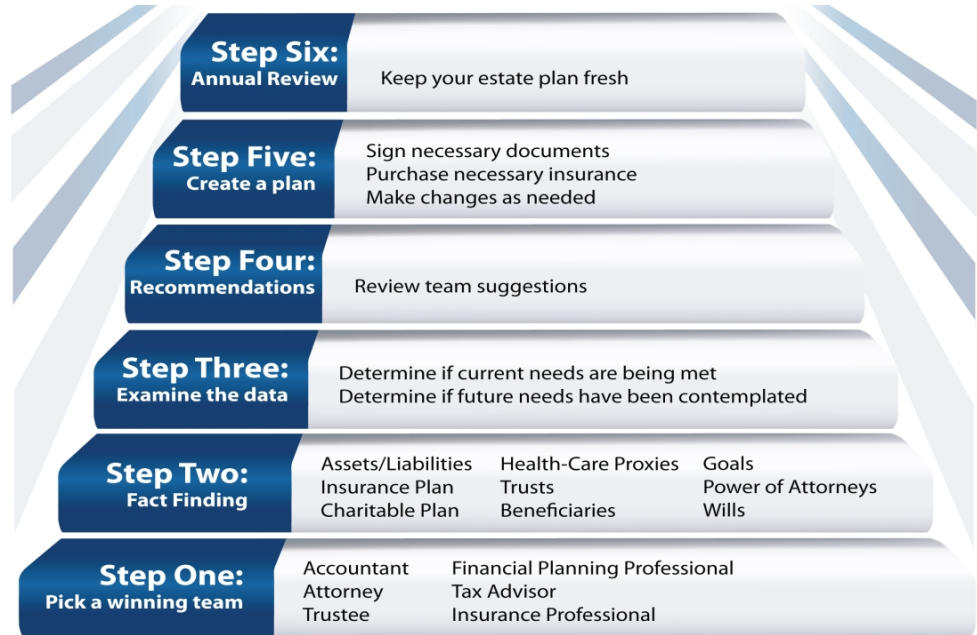 Step Six:
Annual Review
Keep your estate plan fresh
Step Five:
Create a plan
Sign necessary documents
Purchase necessary insurance
Make changes as needed
Step Four:
Recommendations
Review team suggestions
Step Three:
Examine the data
Determine if current needs are being met
Determine if future needs have been contemplated
Step Two:
Fact Finding
Assets/Liabilities Health-Care Proxies Goals
Insurance Plan Trusts Power of Attorneys
Charitable Plan Beneficiaries Wills
Step One:
Pick a winning team
Accountant Financial Planning Professional
Attorney Tax Advisor
Trustee Insurance Professional